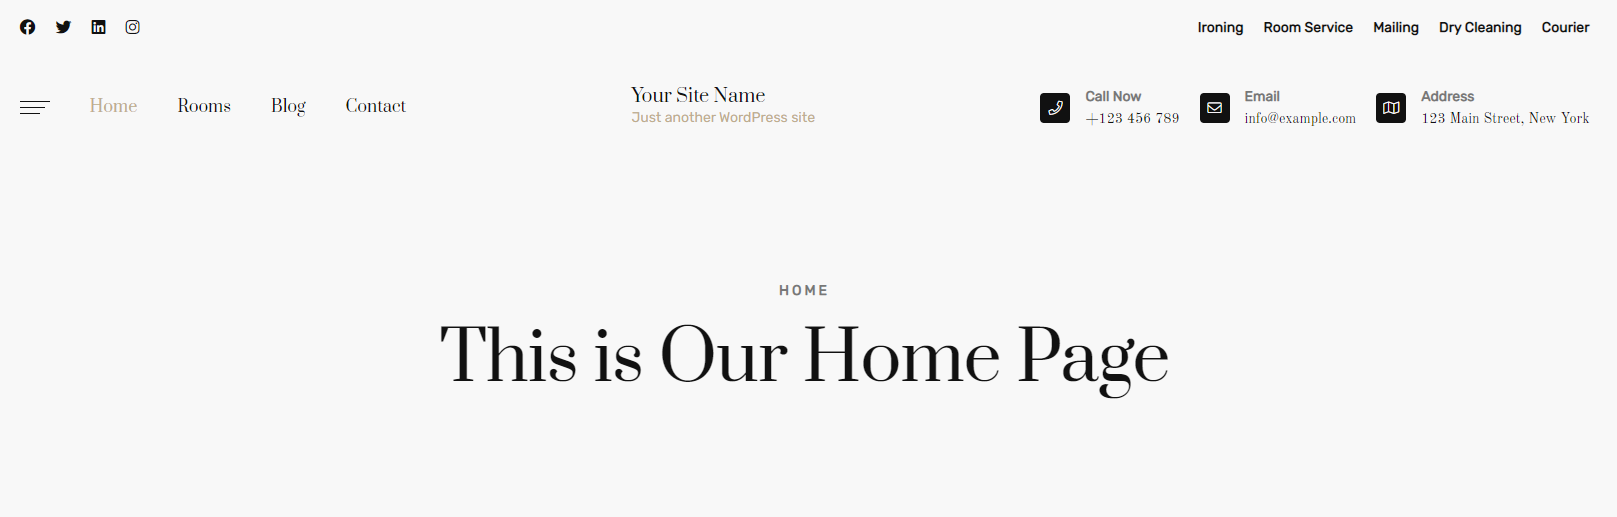 Ironing Room Service Mailing Dry Cleaning Courier
Home Rooms Blog Contact
Your Site Name
Just another WordPress site
Call Now
+123 456 789
Email
info@example.com
Address
123 Main Street, New York
HOME
This is Our Home Page